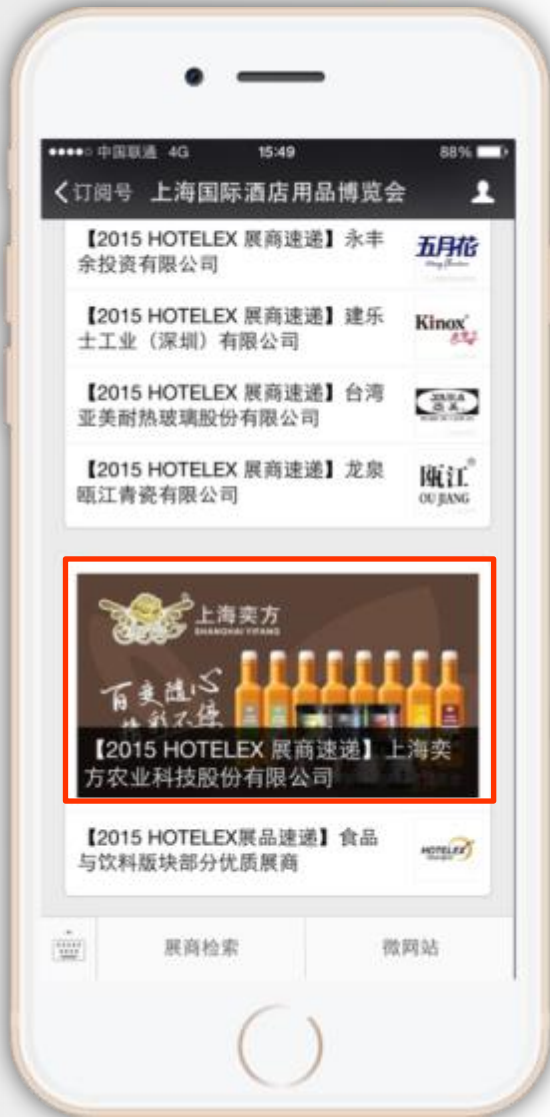 中国联通 4G 15:49 88%
订阅号 上海国际酒店用品博览会
【2015 HOTELEX 展商速递】永丰
余投资有限公司
五月花
【2015 HOTELEX 展商速递】建乐
士工业（深圳）有限公司
Kinox
【2015 HOTELEX 展商速递】台湾
亚美耐热玻璃股份有限公司
【2015 HOTELEX 展商速递】龙泉
瓯江青瓷有限公司
瓯江®
OU JIANG
上海奕方
SHANGHAI YIFANG
百变随心
精彩不停
【2015 HOTELEX 展商速递】上海奕
方农业科技股份有限公司
【2015 HOTELEX展品速递】食品
与饮料版块部分优质展商
HOTELEX
展商检索
微网站